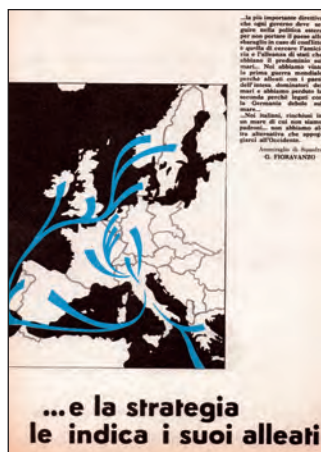 ...la più importante direttiva
che ogni governo deve se-
guire nella politica estera
per non portare il paese allo
sbaraglio in caso di conflitto
è quella di cercare l'amici-
zia e l'alleanza di stati che
abbiano il predominio sui
mari... Noi abbiamo vinto
la prima guerra mondiale
perché alleati con i paesi
dell'intesa dominatori dei
mari e abbiamo perduto la
seconda perché legati con
la Germania debole sul
mare...
...Noi italiani, rischiusi in
un mare di cui non siamo
padroni... non abbiamo al-
tra alternativa che appog-
giarci all'Occidente.
Ammiraglio di Squadra
G. FIORAVANZO
...e la strategia
le indica i suoi alleati